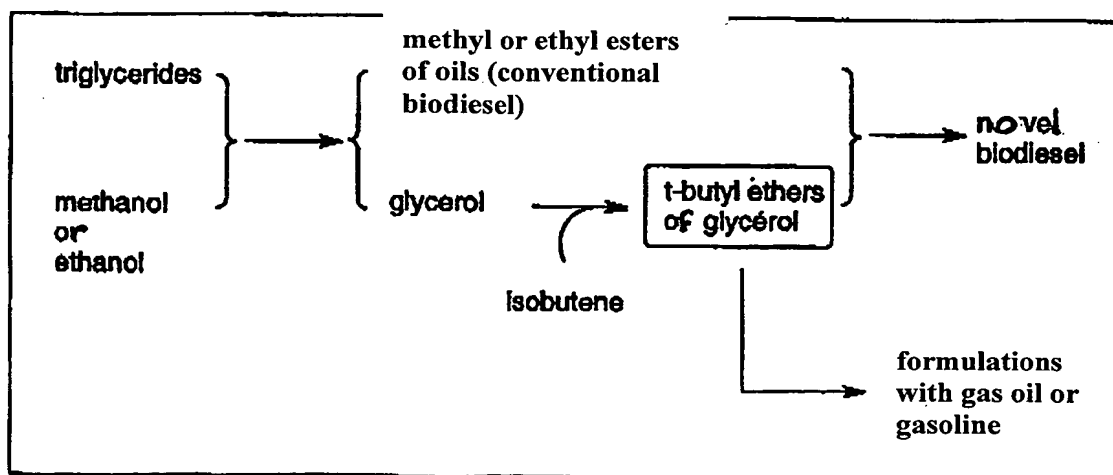 triglycerides
methanol
or
ethanol
methyl or ethyl esters
of oils (conventional
biodiesel)
glycerol
isobutene
t-butyl ethers
of glycérol
novel
biodiesel
formulations
with gas oil or
gasoline